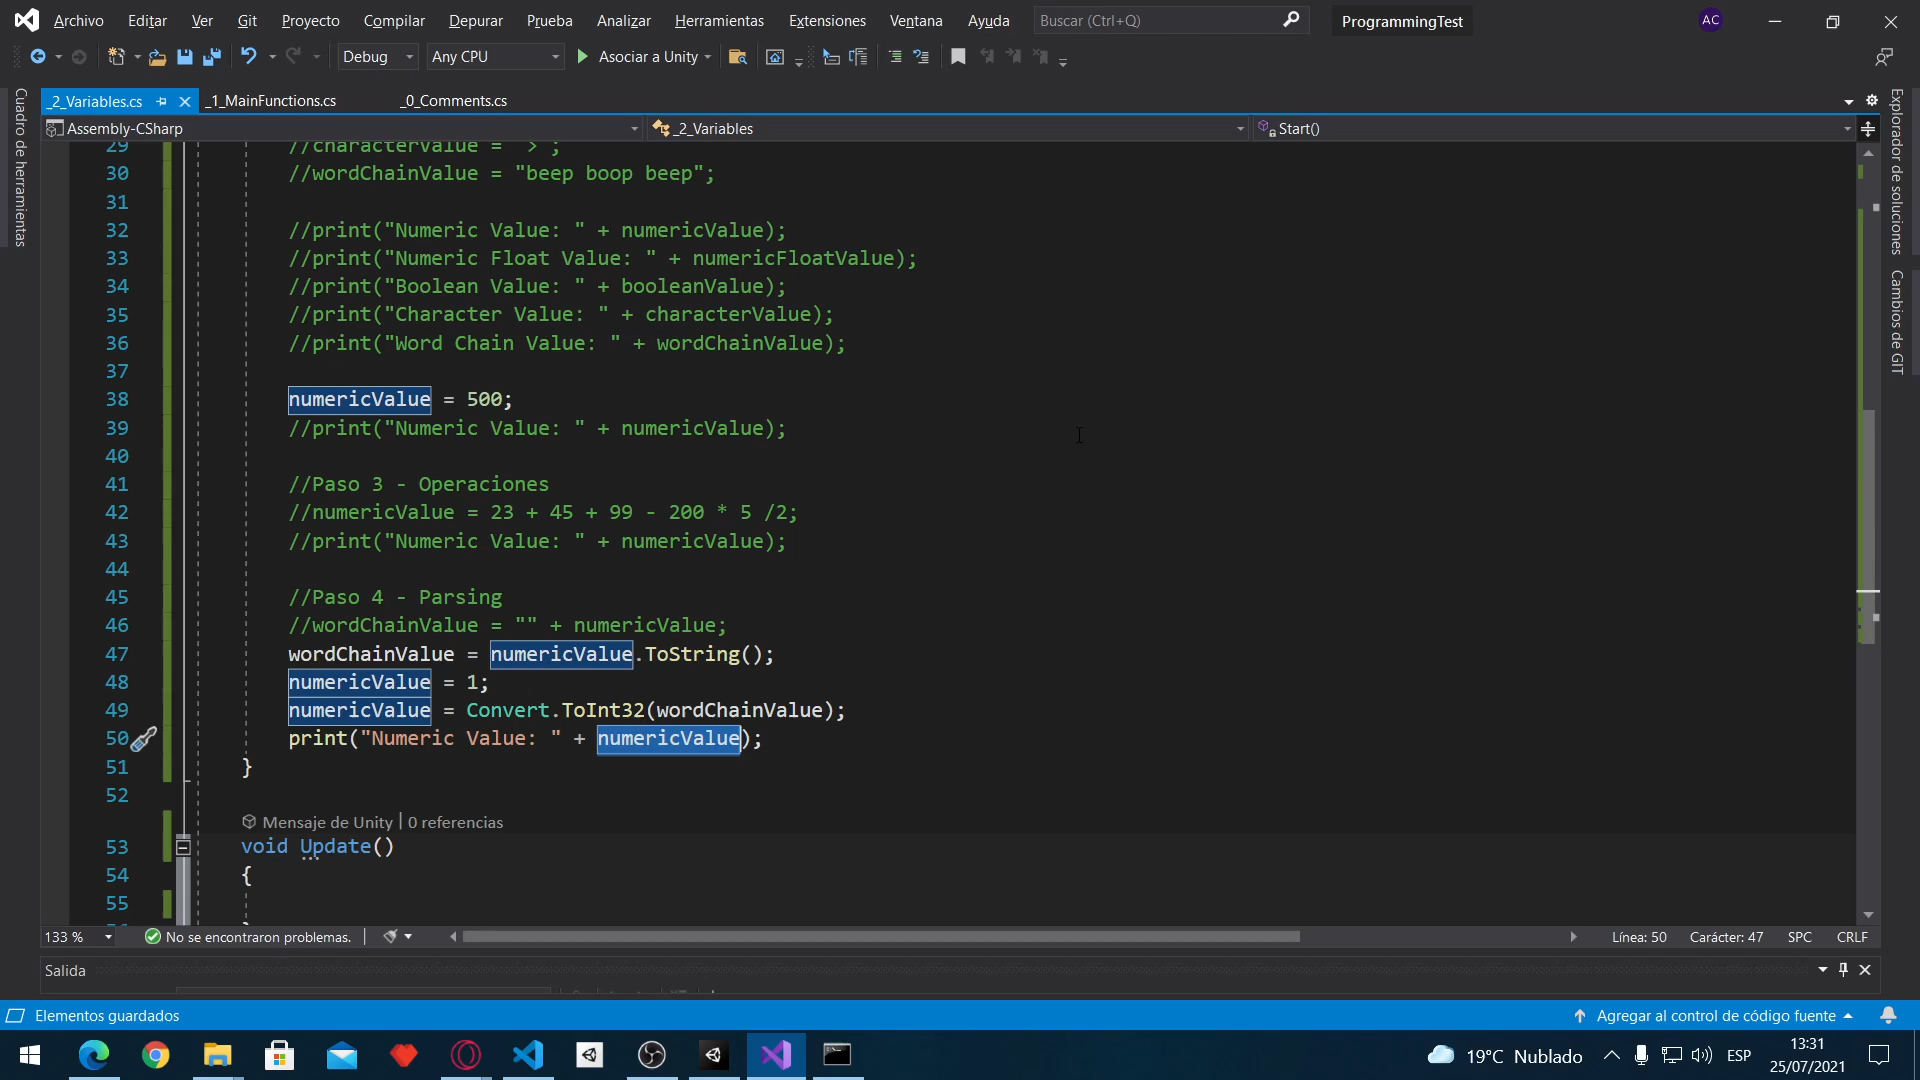 Archivo Editar Ver Git Proyecto Compilar Depurar Prueba Analizar Herramientas Extensiones Ventana Ayuda Buscar (Ctrl+Q) ProgrammingTest AC
Debug Any CPU Asociar a Unity
Cuadro de herramientas
_2_Variables.cs _1_MainFunctions.cs _0_Comments.cs
Explorador de soluciones
Cambios de GIT
Assembly-CSharp _2_Variables Start()
29 //characterValue = '>';
30 //wordChainValue = "beep boop beep";
31
32 //print("Numeric Value: " + numericValue);
33 //print("Numeric Float Value: " + numericFloatValue);
34 //print("Boolean Value: " + booleanValue);
35 //print("Character Value: " + characterValue);
36 //print("Word Chain Value: " + wordChainValue);
37
38 numericValue = 500;
39 //print("Numeric Value: " + numericValue);
40
41 //Paso 3 - Operaciones
42 //numericValue = 23 + 45 + 99 - 200 * 5 /2;
43 //print("Numeric Value: " + numericValue);
44
45 //Paso 4 - Parsing
46 //wordChainValue = "" + numericValue;
47 wordChainValue = numericValue.ToString();
48 numericValue = 1;
49 numericValue = Convert.ToInt32(wordChainValue);
50 print("Numeric Value: " + numericValue);
51 }
52
Mensaje de Unity | 0 referencias
53 void Update()
54 {
55
133 % No se encontraron problemas. Línea: 50 Carácter: 47 SPC CRLF
Salida
Elementos guardados Agregar al control de código fuente
19°C Nublado ESP 13:31
25/07/2021